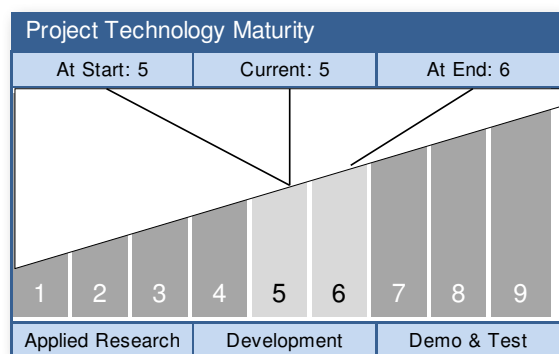 Project Technology Maturity
At Start: 5 Current: 5 At End: 6
1 2 3 4 5 6 7 8 9
Applied Research Development Demo & Test